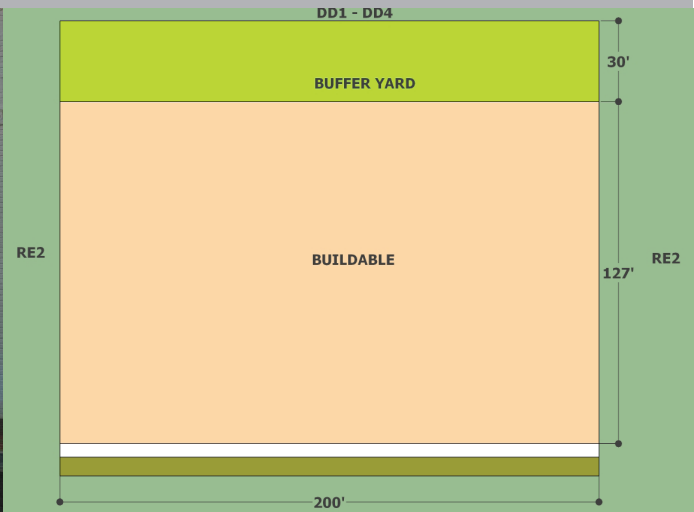 DD1 - DD4
30'
BUFFER YARD
RE2
BUILDABLE
RE2
127'
200'